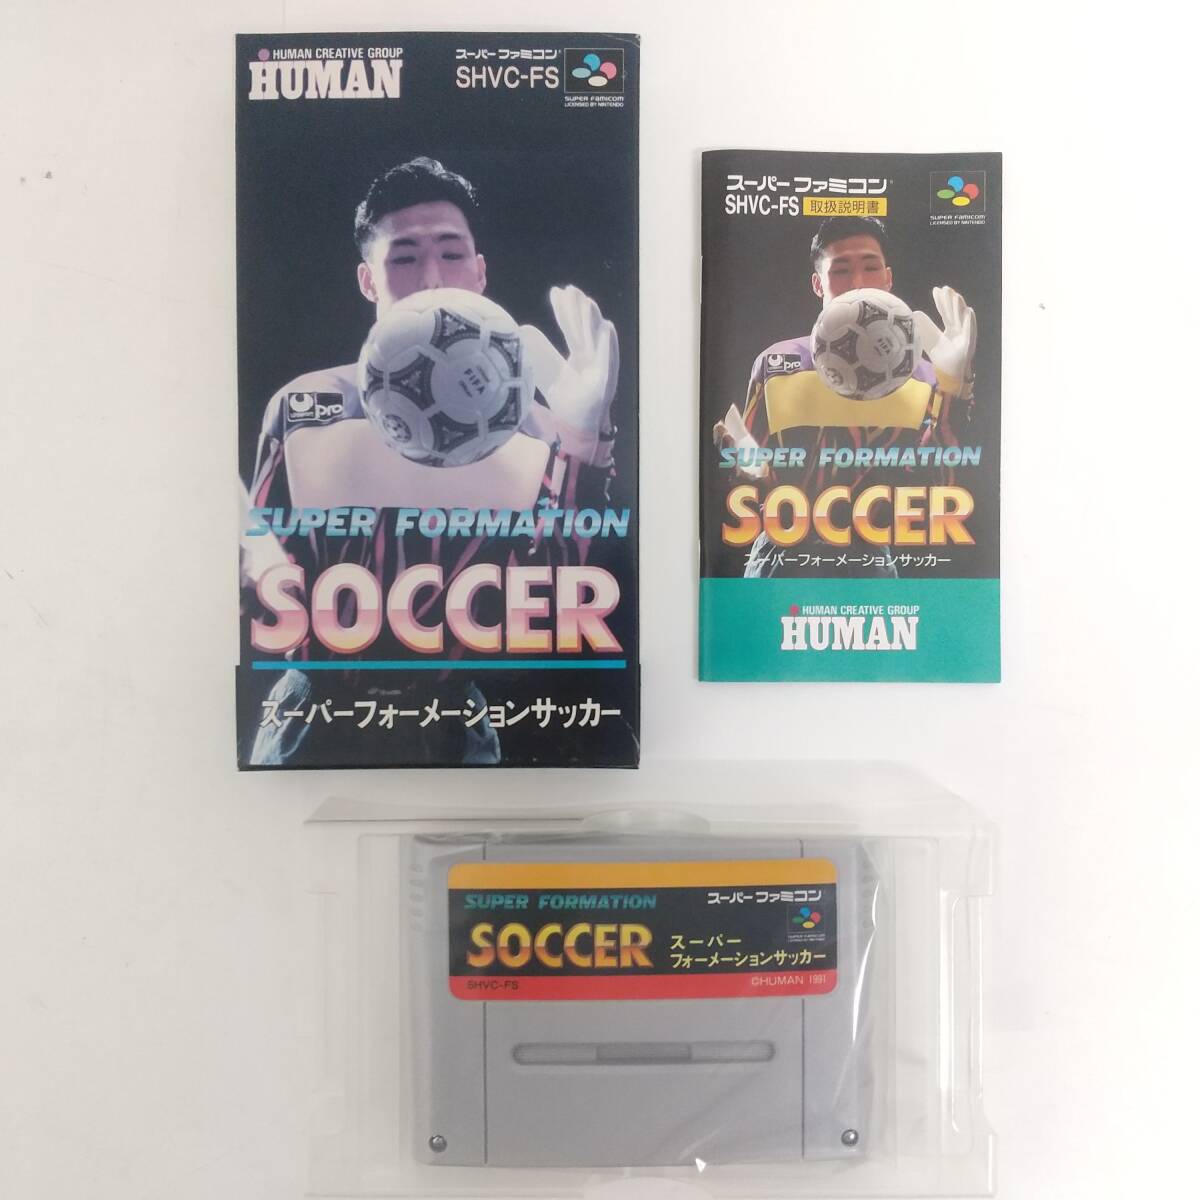 HUMAN CREATIVE GROUP
HUMAN
スーパーファミコン
SHVC-FS
SUPER FAMICOM
LICENSED BY NINTENDO
FIFA
pro
SUPER FORMATION
SOCCER
スーパーフォーメーションサッカー
スーパーファミコン
SHVC-FS 取扱説明書
SUPER FAMICOM
LICENSED BY NINTENDO
pro
SUPER FORMATION
SOCCER
スーパーフォーメーションサッカー
HUMAN CREATIVE GROUP
HUMAN
SUPER FORMATION
スーパーファミコン
SOCCER
スーパー
フォーメーションサッカー
SUPER FAMICOM
LICENSED BY NINTENDO
SHVC-FS
©HUMAN 1991